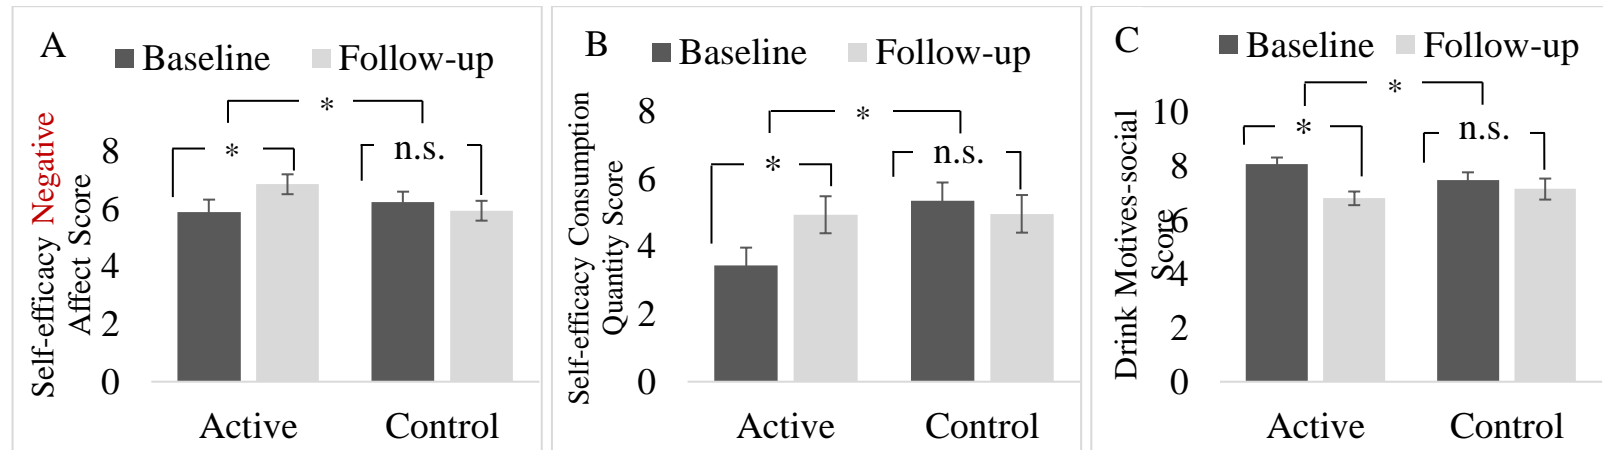 A
Baseline
Follow-up
*
*
n.s.
Self-efficacy Negative
Affect Score
8
6
4
2
0
Active
Control
B
Baseline
Follow-up
*
*
n.s.
Self-efficacy Consumption
Quantity Score
8
6
4
2
0
Active
Control
C
Baseline
Follow-up
*
*
n.s.
Drink Motives-social
Score
10
8
6
4
2
0
Active
Control